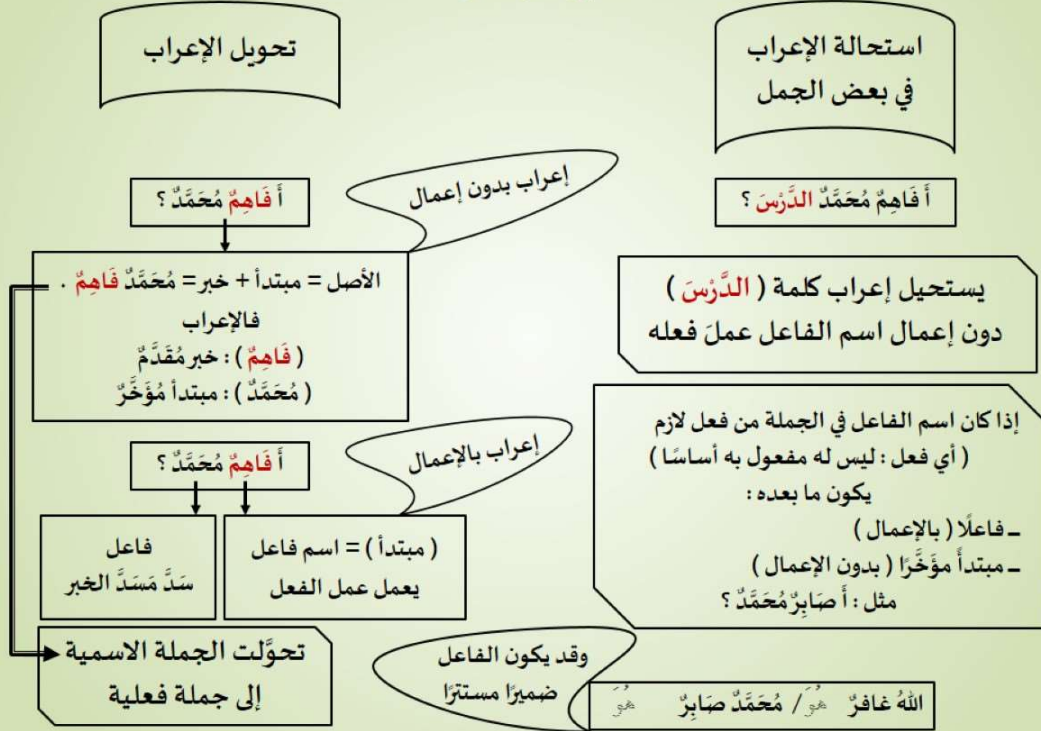 استحالة الإعراب
في بعض الجمل
أ فَاهِمٌ مُحَمَّدٌ الدَّرْسَ ؟
يستحيل إعراب كلمة ( الدَّرْسَ )
دون إعمال اسم الفاعل عملَ فعله
إذا كان اسم الفاعل في الجملة من فعل لازم
( أي فعل : ليس له مفعول به أساسًا )
يكون ما بعده :
ـ فاعلًا ( بالإعمال )
ـ مبتدأً مؤَخَّرًا ( بدون الإعمال )
مثل : أ صَابِرٌ مُحَمَّدٌ ؟
وقد يكون الفاعل
ضميرًا مستترًا
اللهُ غافرٌ هُوَ / مُحَمَّدٌ صَابِرٌ هُوَ
تحويل الإعراب
إعراب بدون إعمال
أ فَاهِمٌ مُحَمَّدٌ ؟
الأصل = مبتدأ + خبر = مُحَمَّدٌ فَاهِمٌ .
فالإعراب
( فَاهِمٌ ) : خبر مُقَدَّمٌ
( مُحَمَّدٌ ) : مبتدأ مُؤَخَّرٌ
إعراب بالإعمال
أ فَاهِمٌ مُحَمَّدٌ ؟
( مبتدأ ) = اسم فاعل
يعمل عمل الفعل
فاعل
سَدَّ مَسَدَّ الخبر
تحوَّلت الجملة الاسمية
إلى جملة فعلية